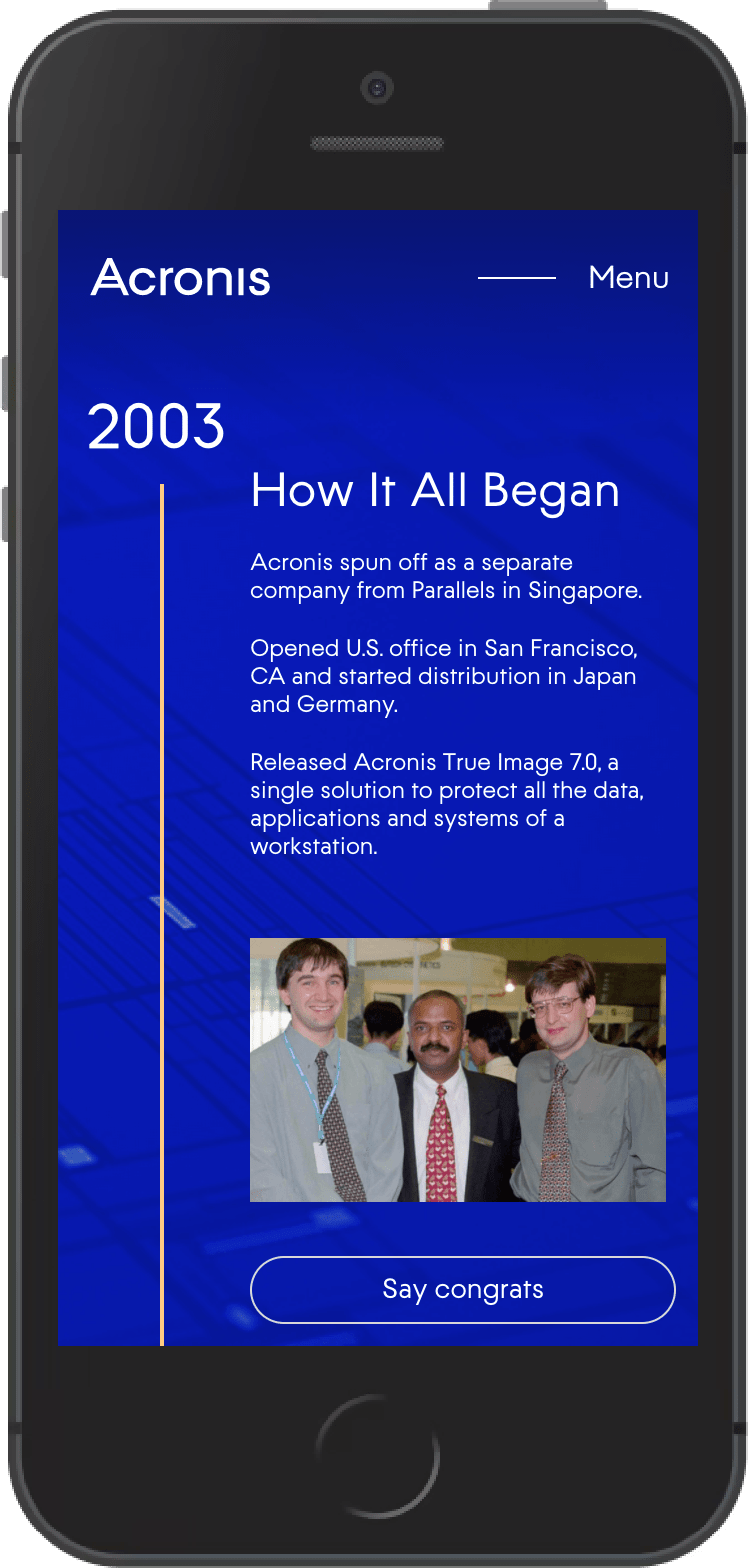 Acronis
Menu
2003
How It All Began
Acronis spun off as a separate
company from Parallels in Singapore.
Opened U.S. office in San Francisco,
CA and started distribution in Japan
and Germany.
Released Acronis True Image 7.0, a
single solution to protect all the data,
applications and systems of a
workstation.
Say congrats